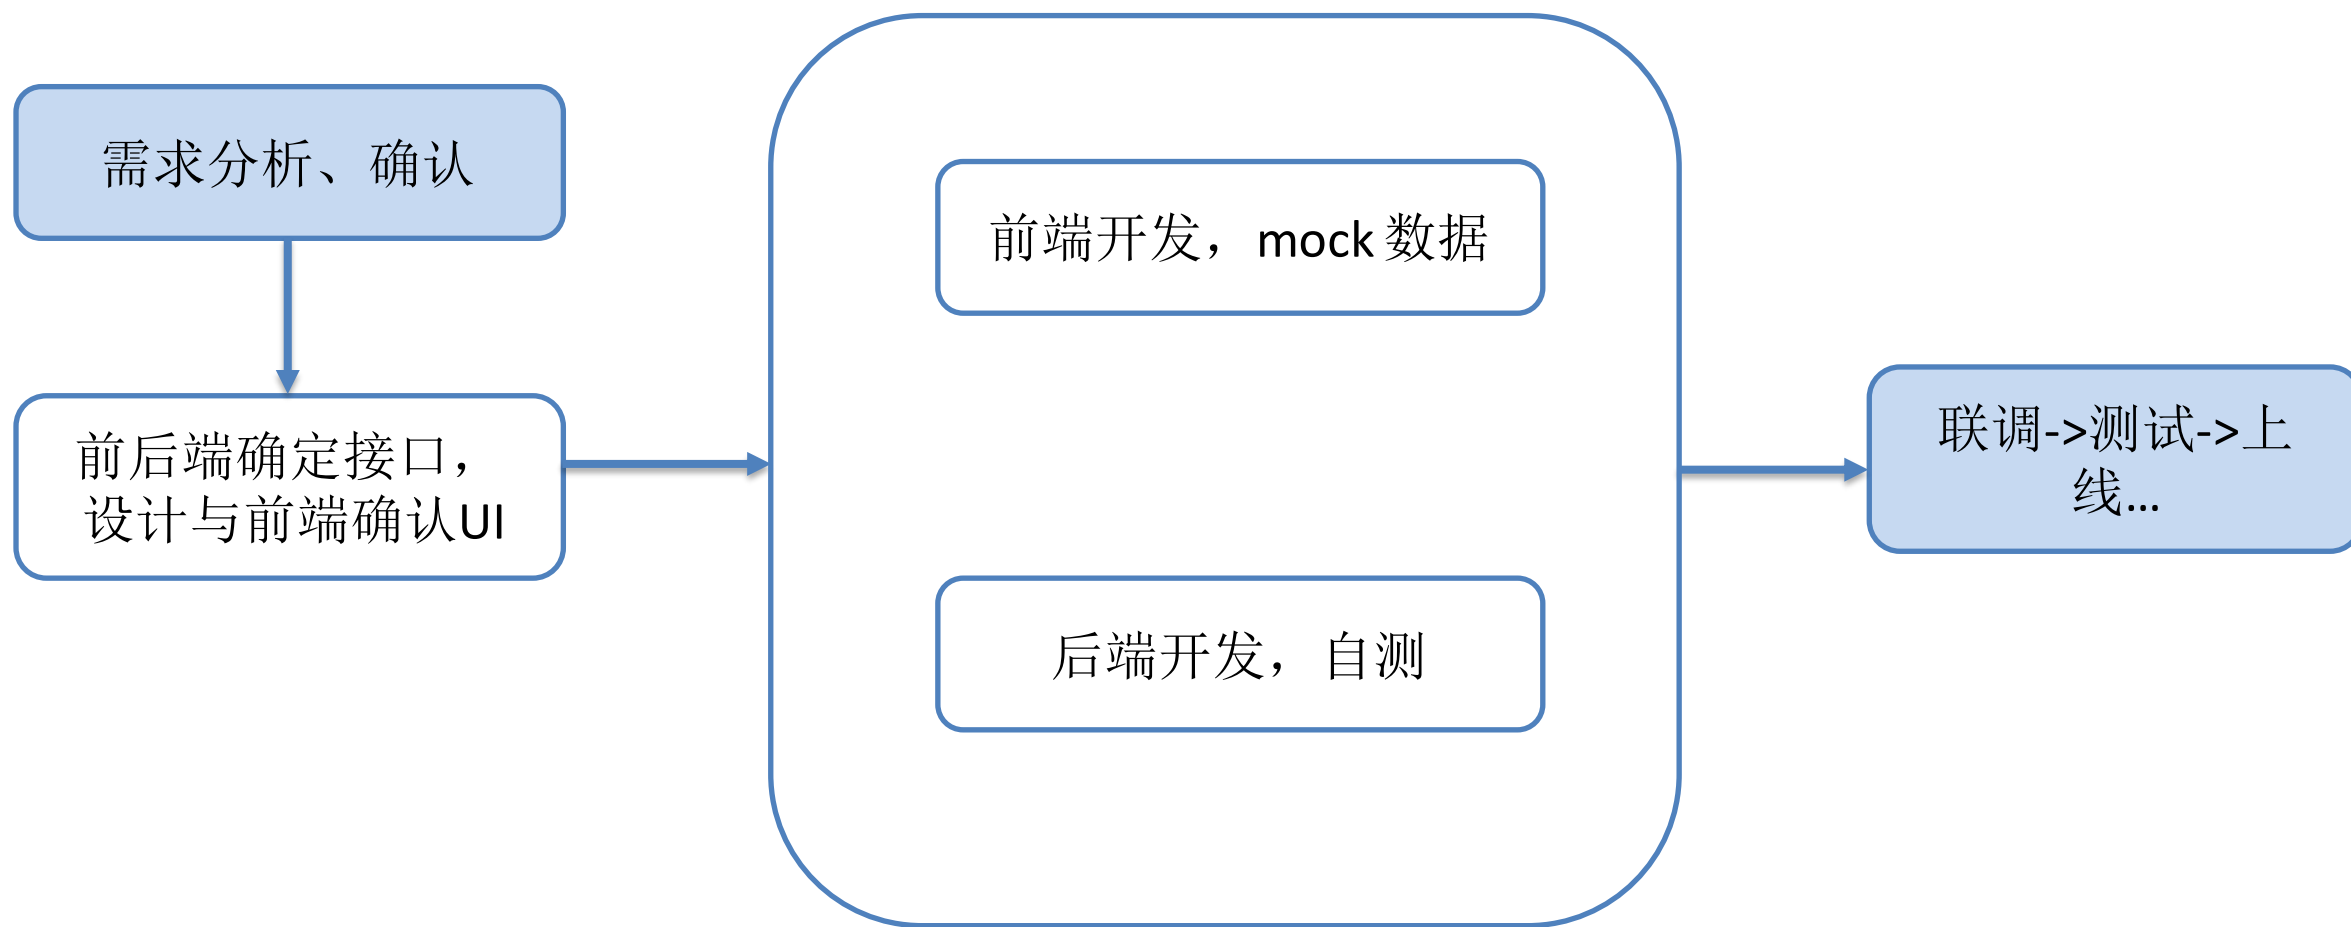 需求分析、确认
前后端确定接口，
设计与前端确认UI
前端开发，mock 数据
后端开发，自测
联调->测试->上
线...